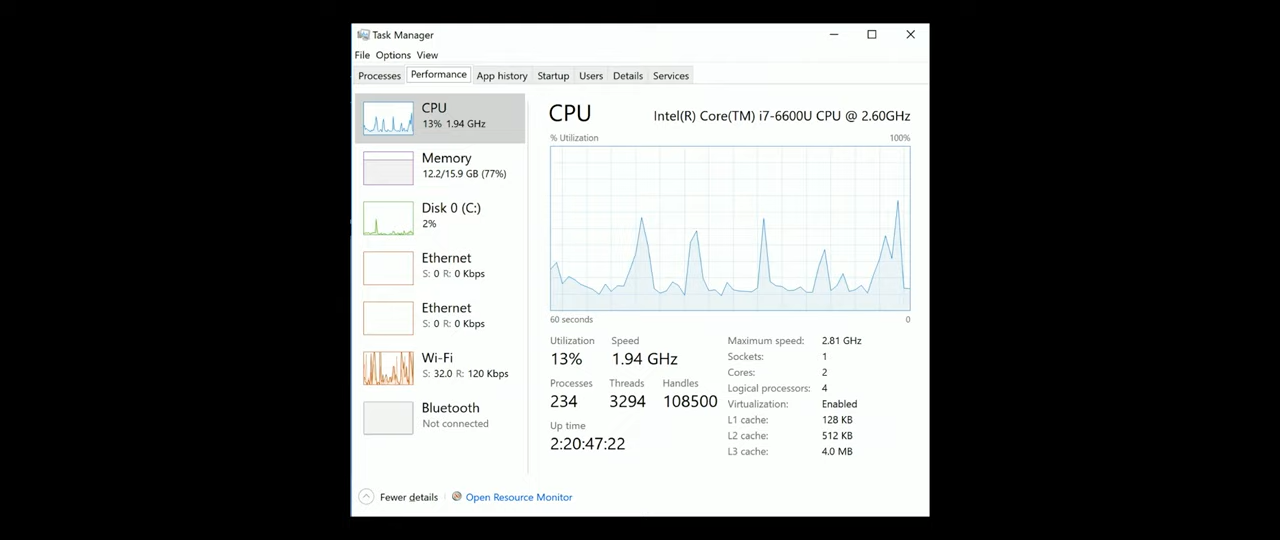 Task Manager
File Options View
Processes Performance App history Startup Users Details Services
CPU
13% 1.94 GHz
Memory
12.2/15.9 GB (77%)
Disk 0 (C:)
2%
Ethernet
S: 0 R: 0 Kbps
Ethernet
S: 0 R: 0 Kbps
Wi-Fi
S: 32.0 R: 120 Kbps
Bluetooth
Not connected
CPU Intel(R) Core(TM) i7-6600U CPU @ 2.60GHz
% Utilization 100%
60 seconds 0
Utilization Speed
13% 1.94 GHz
Processes Threads Handles
234 3294 108500
Up time
2:20:47:22
Maximum speed: 2.81 GHz
Sockets: 1
Cores: 2
Logical processors: 4
Virtualization: Enabled
L1 cache: 128 KB
L2 cache: 512 KB
L3 cache: 4.0 MB
Fewer details Open Resource Monitor